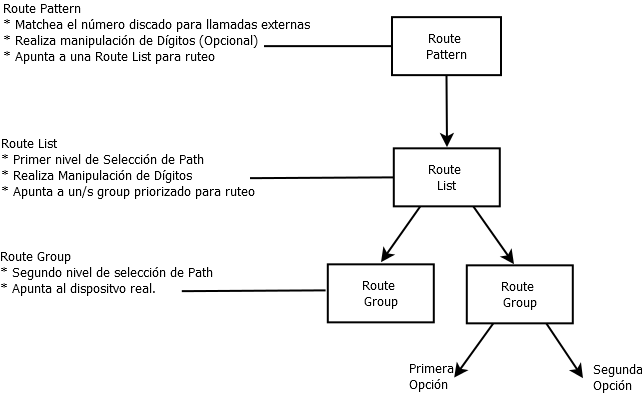 Route Pattern
* Matchea el número discado para llamadas externas
* Realiza manipulación de Dígitos (Opcional)
* Apunta a una Route List para ruteo
Route
Pattern
Route List
* Primer nivel de Selección de Path
* Realiza Manipulación de Dígitos
* Apunta a un/s group priorizado para ruteo
Route
List
Route Group
* Segundo nivel de selección de Path
* Apunta al dispositvo real.
Route
Group
Route
Group
Primera
Opción
Segunda
Opción